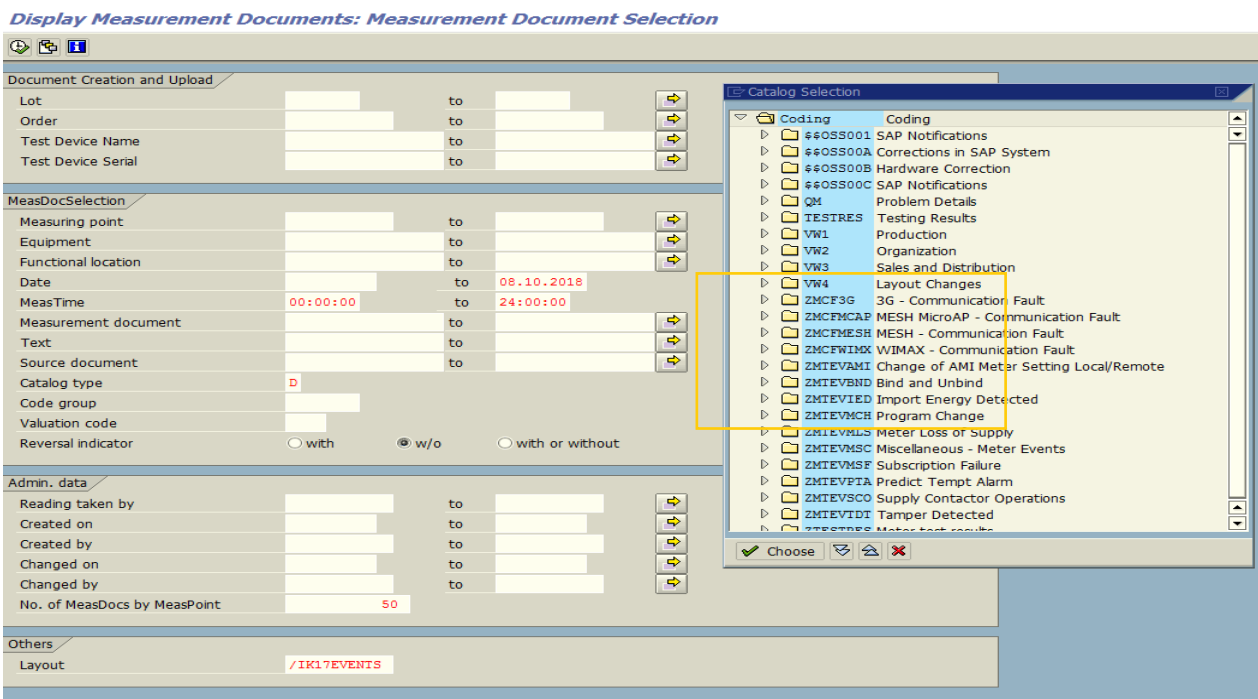 Display Measurement Documents: Measurement Document Selection
Document Creation and Upload
Lot to
Order to
Test Device Name to
Test Device Serial to
MeasDocSelection
Measuring point to
Equipment to
Functional location to
Date to 08.10.2018
MeasTime 00:00:00 to 24:00:00
Measurement document to
Text to
Source document to
Catalog type D
Code group
Valuation code
Reversal indicator with w/o with or without
Admin. data
Reading taken by to
Created on to
Created by to
Changed on to
Changed by to
No. of MeasDocs by MeasPoint 50
Others
Layout /IK17EVENTS
Catalog Selection
Coding Coding
$$OSS001 SAP Notifications
$$OSS00A Corrections in SAP System
$$OSS00B Hardware Correction
$$OSS00C SAP Notifications
QM Problem Details
TESTRES Testing Results
VW1 Production
VW2 Organization
VW3 Sales and Distribution
VW4 Layout Changes
ZMCF3G 3G - Communication Fault
ZMCFMCAP MESH MicroAP - Communication Fault
ZMCFMESH MESH - Communication Fault
ZMCFWIMX WIMAX - Communication Fault
ZMTEVAMI Change of AMI Meter Setting Local/Remote
ZMTEVBND Bind and Unbind
ZMTEVIED Import Energy Detected
ZMTEVMCH Program Change
ZMTEVMLS Meter Loss of Supply
ZMTEVMSC Miscellaneous - Meter Events
ZMTEVMSF Subscription Failure
ZMTEVPTA Predict Tempt Alarm
ZMTEVSCO Supply Contactor Operations
ZMTEVTDT Tamper Detected
ZTESTRES Meter test results
Choose